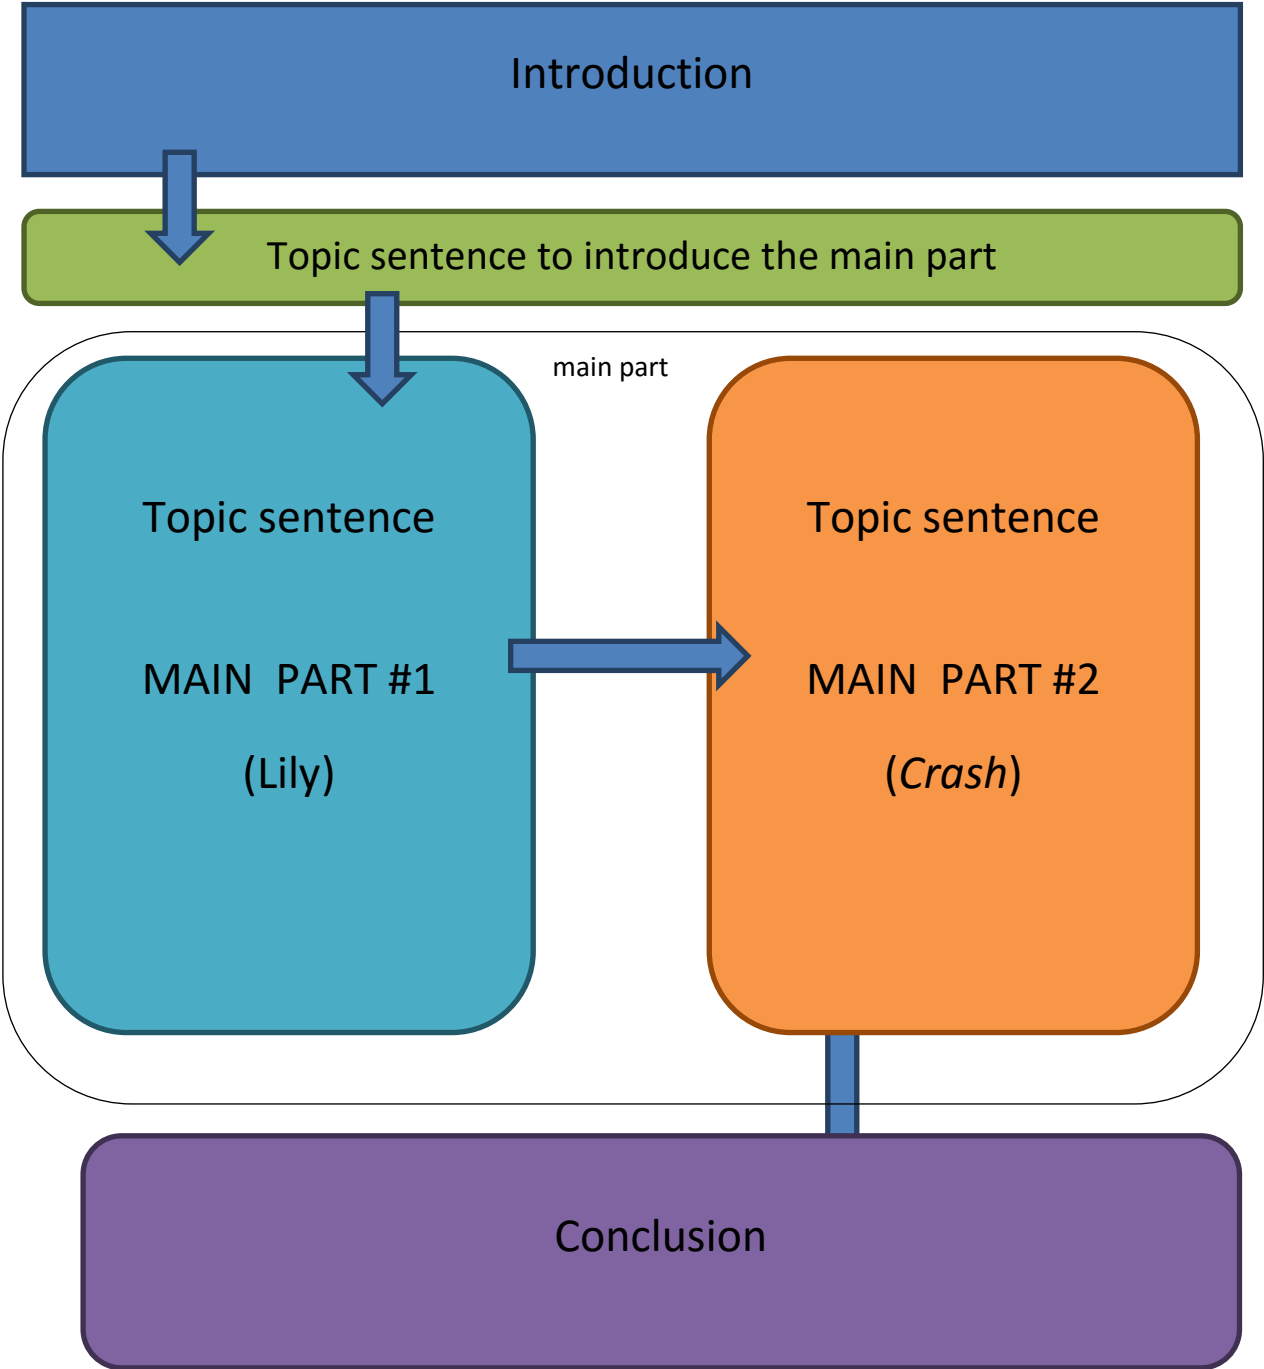 Introduction
Topic sentence to introduce the main part
main part
Topic sentence
MAIN  PART #1
(Lily)
Topic sentence
MAIN  PART #2
(Crash)
Conclusion